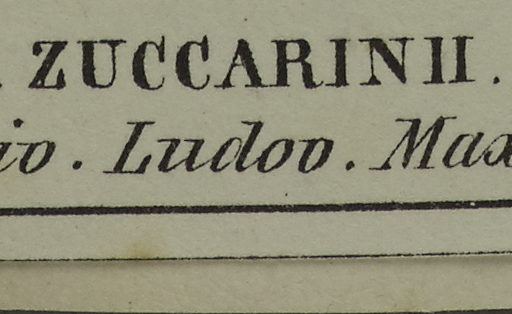 . ZUCCARINII.
io. Ludov. Max